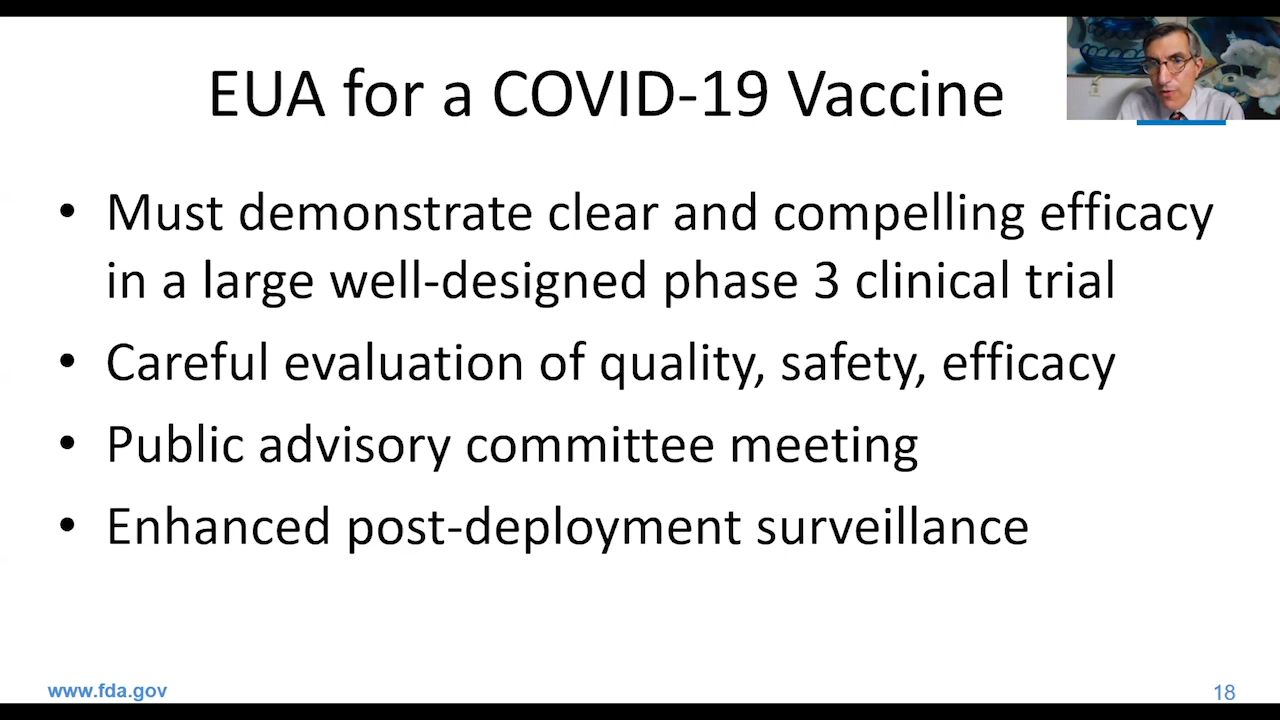 EUA for a COVID-19 Vaccine
• Must demonstrate clear and compelling efficacy
in a large well-designed phase 3 clinical trial
• Careful evaluation of quality, safety, efficacy
• Public advisory committee meeting
• Enhanced post-deployment surveillance
www.fda.gov
18